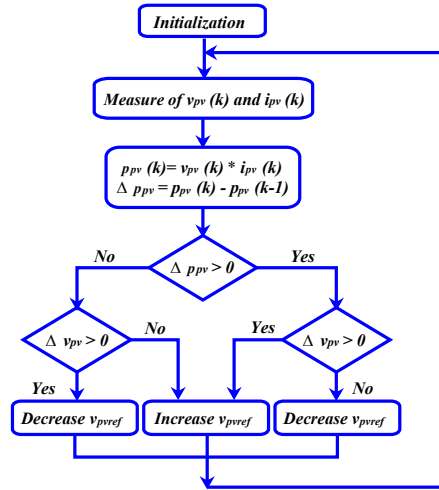 Initialization
Measure of vpv (k) and ipv (k)
ppv (k)= vpv (k) * ipv (k)
Δ ppv = ppv (k) - ppv (k-1)
No
Yes
Δ ppv > 0
Δ vpv > 0
No
Yes
Δ vpv > 0
Yes
No
Decrease vpvref
Increase vpvref
Decrease vpvref